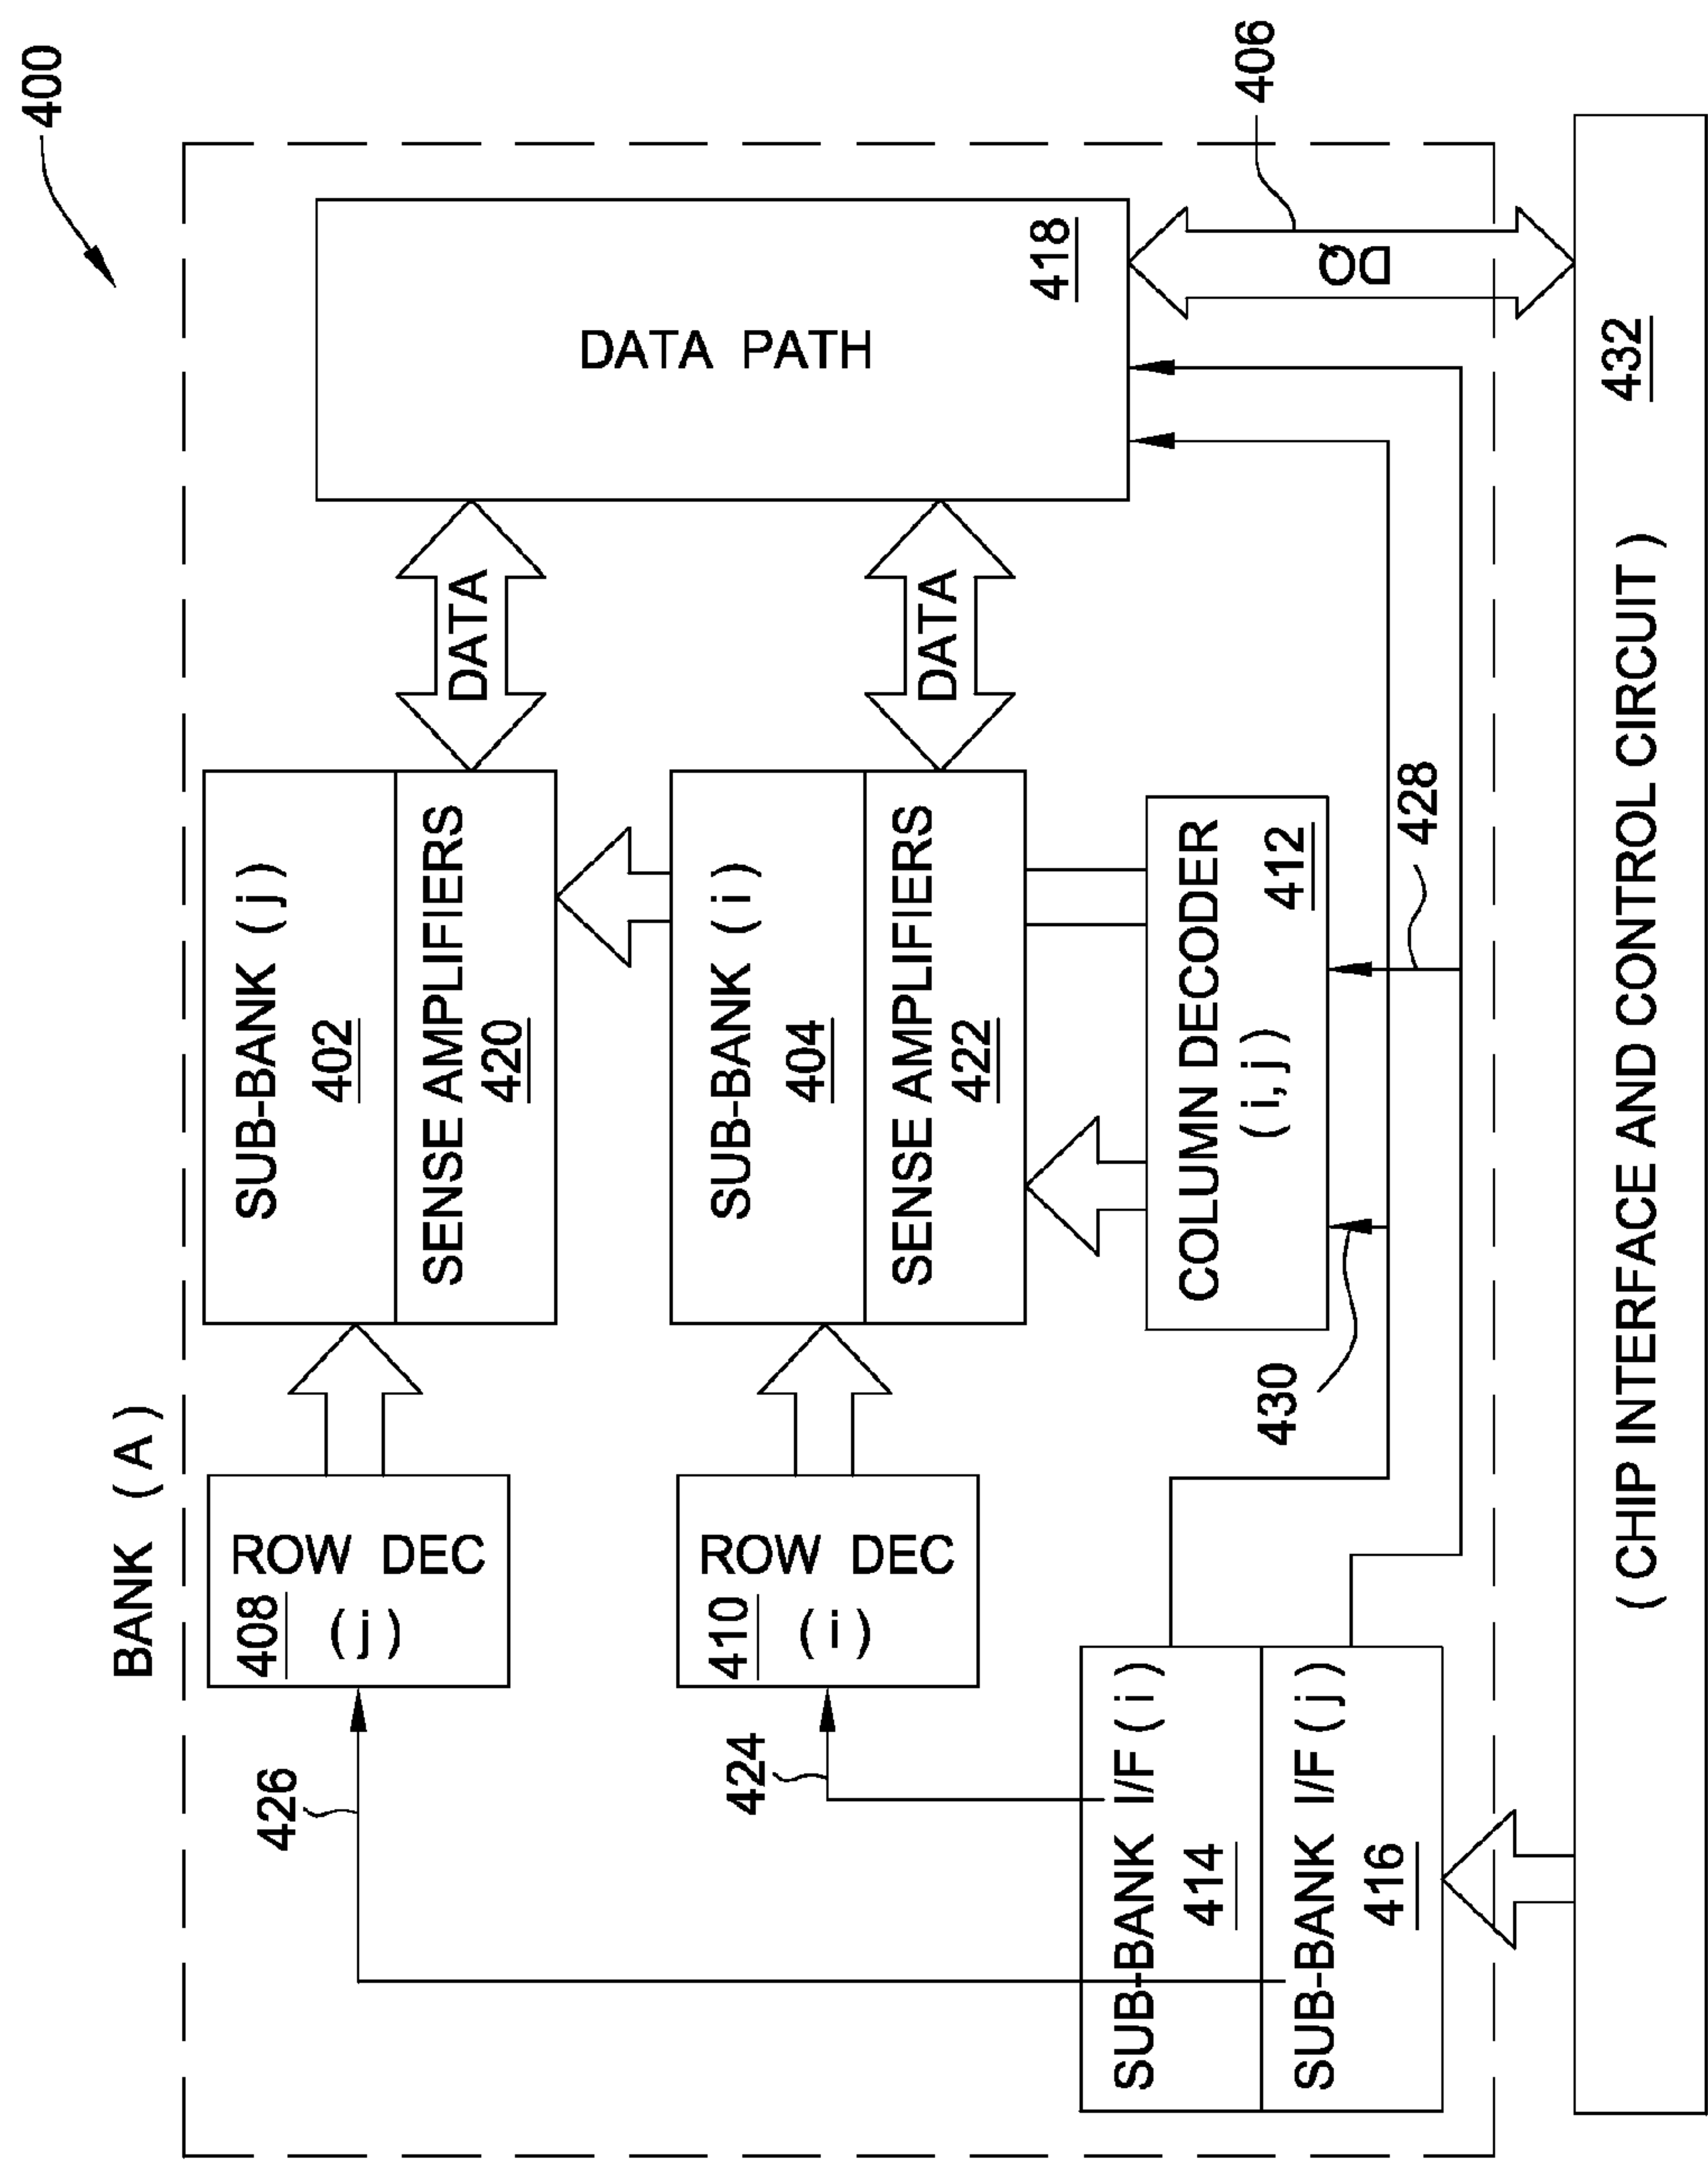 400
BANK ( A )
ROW DEC
408
( j )
SUB-BANK ( j )
402
SENSE AMPLIFIERS
420
DATA
426
ROW DEC
410
( i )
SUB-BANK ( i )
404
SENSE AMPLIFIERS
422
DATA
DATA PATH
418
424
COLUMN DECODER
( i, j )
412
430
428
SUB-BANK I/F ( i )
414
SUB-BANK I/F ( j )
416
DQ
406
( CHIP INTERFACE AND CONTROL CIRCUIT )
432